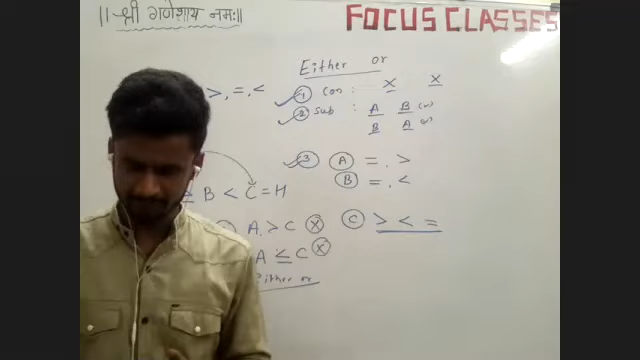 ॥ श्री गणेशाय नमः॥
FOCUS CLASSES
Either or
>, =, <
① con : X X
② sub : A B (✓)
B A (✓)
③ Ⓐ = , >
Ⓑ = , <
≥ B < C = H
A > C ⓧ
Ⓒ > < =
A ≤ C ⓧ
Either or